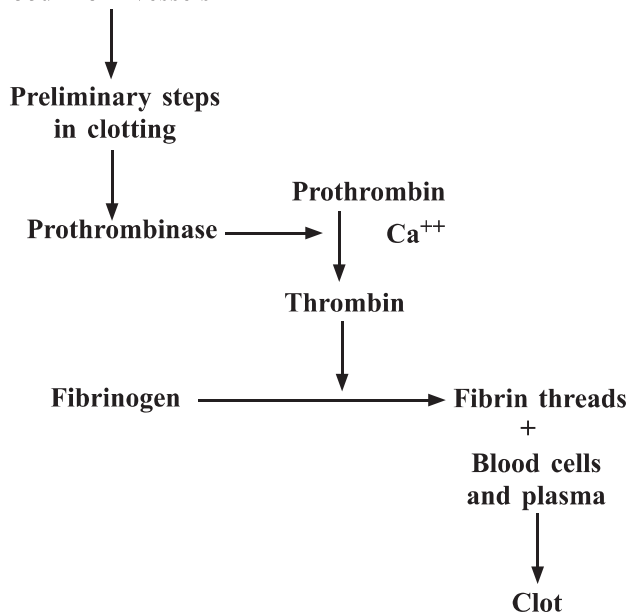 Preliminary steps
in clotting
Prothrombin
Prothrombinase
Ca++
Thrombin
Fibrinogen
Fibrin threads
+
Blood cells
and plasma
Clot